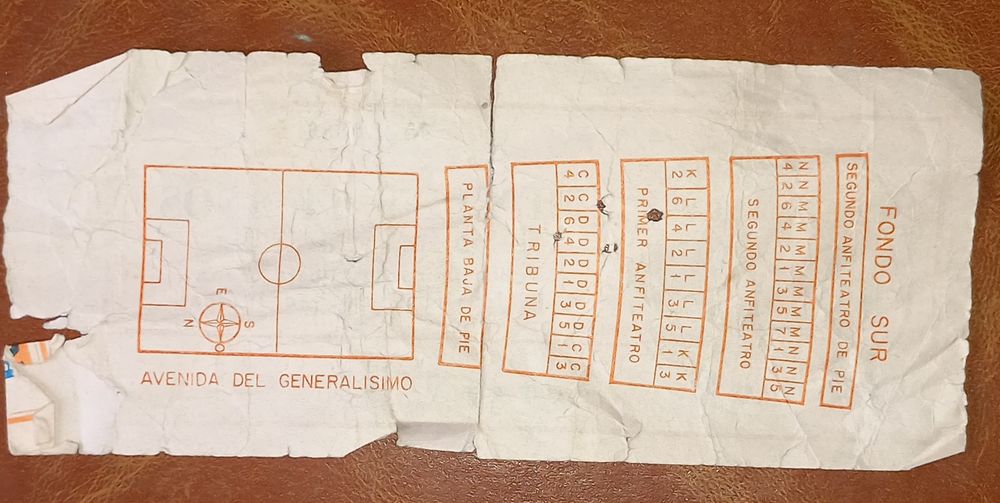 FONDO SUR
SEGUNDO ANFITEATRO DE PIE
N N M M M M M M M N N N
4 2 6 4 2 1 3 5 7 1 3 5
SEGUNDO ANFITEATRO
K L L L L L L K K
2 6 4 2 1 3 5 1 3
PRIMER ANFITEATRO
C C D D D D D D C C
4 2 6 4 2 1 3 5 1 3
TRIBUNA
PLANTA BAJA DE PIE
S
E
O
N
AVENIDA DEL GENERALISIMO